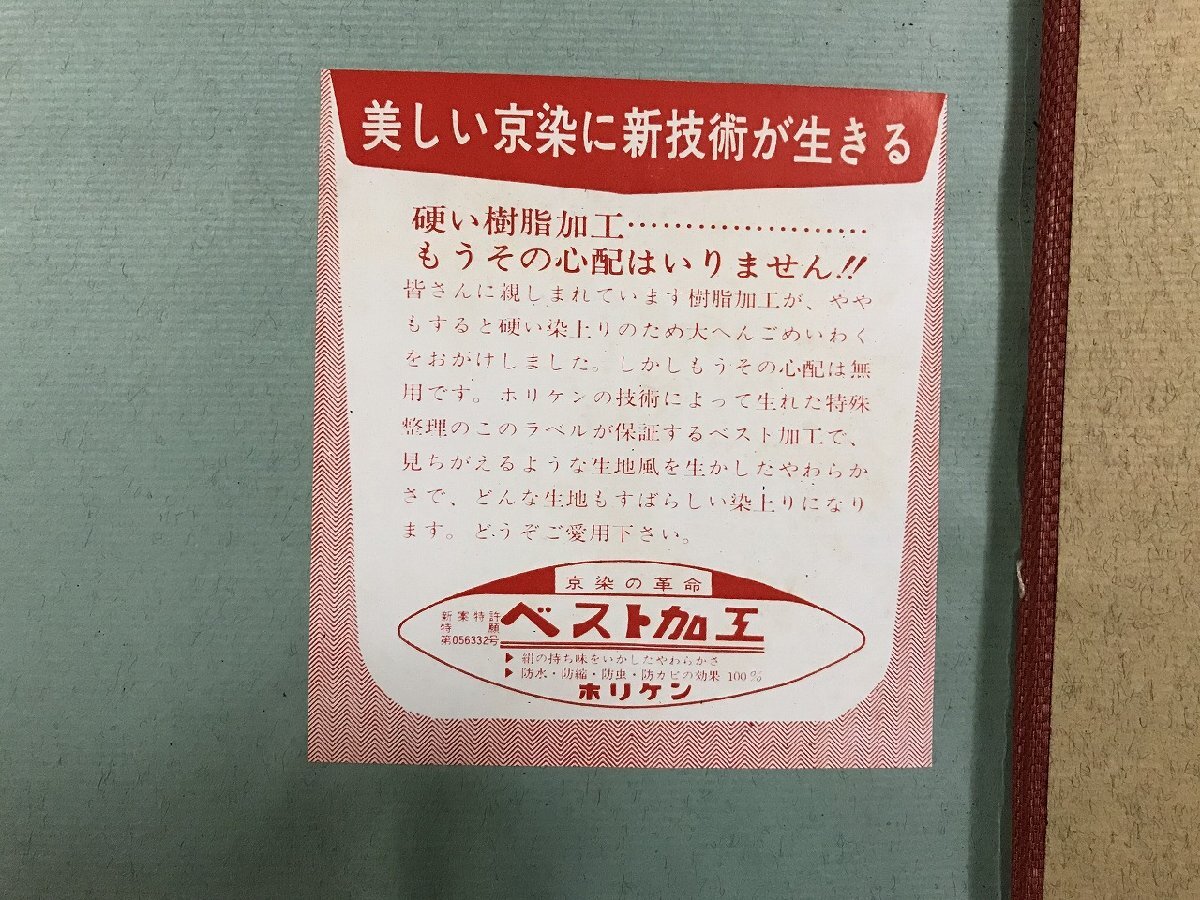 美しい京染に新技術が生きる
硬い樹脂加工…………………
もうその心配はいりません!!
皆さんに親しまれています樹脂加工が、やや
もすると硬い染上りのため大へんごめいわく
をおがけしました。しかしもうその心配は無
用です。ホリケンの技術によって生れた特殊
整理のこのラベルが保証するベスト加工で、
見ちがえるような生地風を生かしたやわらか
さで、どんな生地もすばらしい染上りになり
ます。どうぞご愛用下さい。
京染の革命
新案特許
特願
第056332号
ベスト加工
▶ 絹の持ち味をいかしたやわらかさ
▶ 防水・防縮・防虫・防カビの効果 100%
ホリケン